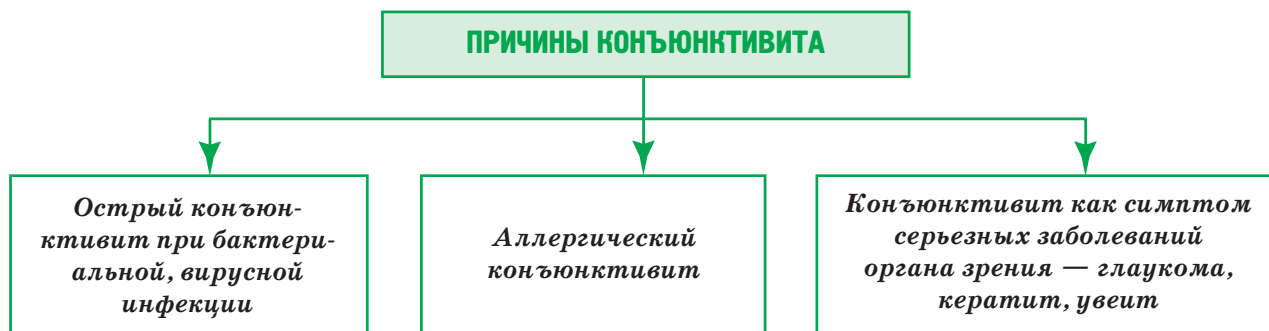 ПРИЧИНЫ КОНЪЮНКТИВИТА
Острый конъюн-
ктивит при бактери-
альной, вирусной
инфекции
Аллергический
конъюнктивит
Конъюнктивит как симптом
серьезных заболеваний
органа зрения — глаукома,
кератит, увеит